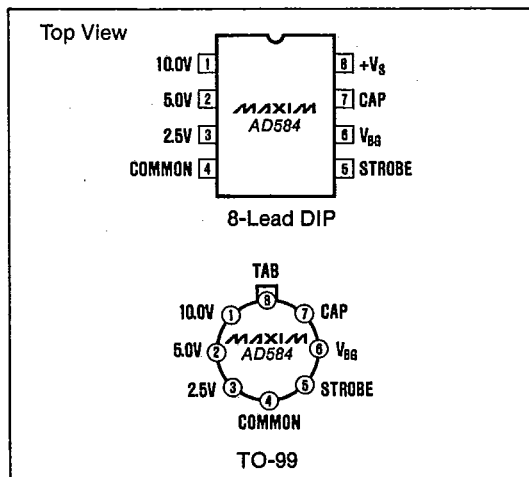 Top View
10.0V 1 8 +VS
5.0V 2 7 CAP
MAXIM
AD584
2.5V 3 6 VBG
COMMON 4 5 STROBE
8-Lead DIP
TAB
8
10.0V 1 7 CAP
MAXIM
5.0V 2 AD584 6 VBG
2.5V 3 5 STROBE
4
COMMON
TO-99